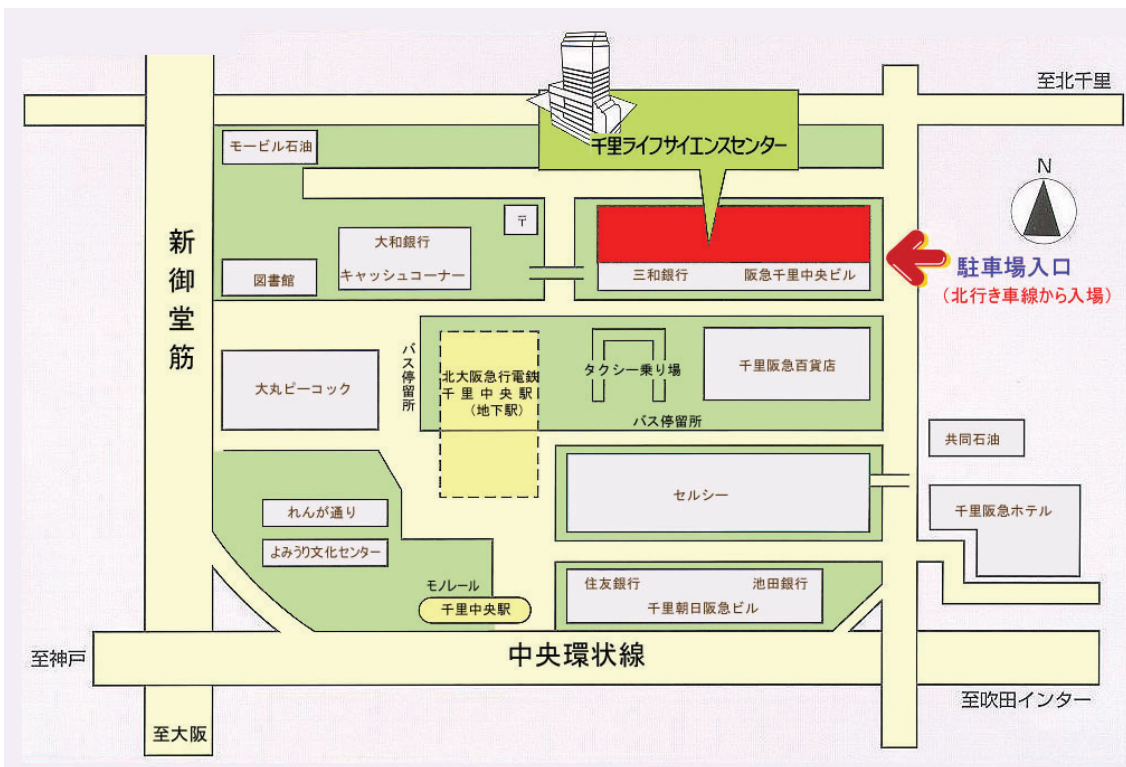 至北千里
モービル石油
千里ライフサイエンスセンター
N
〒
新御堂筋
大和銀行
キャッシュコーナー
図書館
三和銀行
阪急千里中央ビル
駐車場入口
(北行き車線から入場)
大丸ピーコック
バス停留所
北大阪急行電鉄
千里中央駅
(地下駅)
タクシー乗り場
千里阪急百貨店
バス停留所
共同石油
セルシー
千里阪急ホテル
れんが通り
よみうり文化センター
モノレール
千里中央駅
住友銀行
池田銀行
千里朝日阪急ビル
至神戸
中央環状線
至吹田インター
至大阪